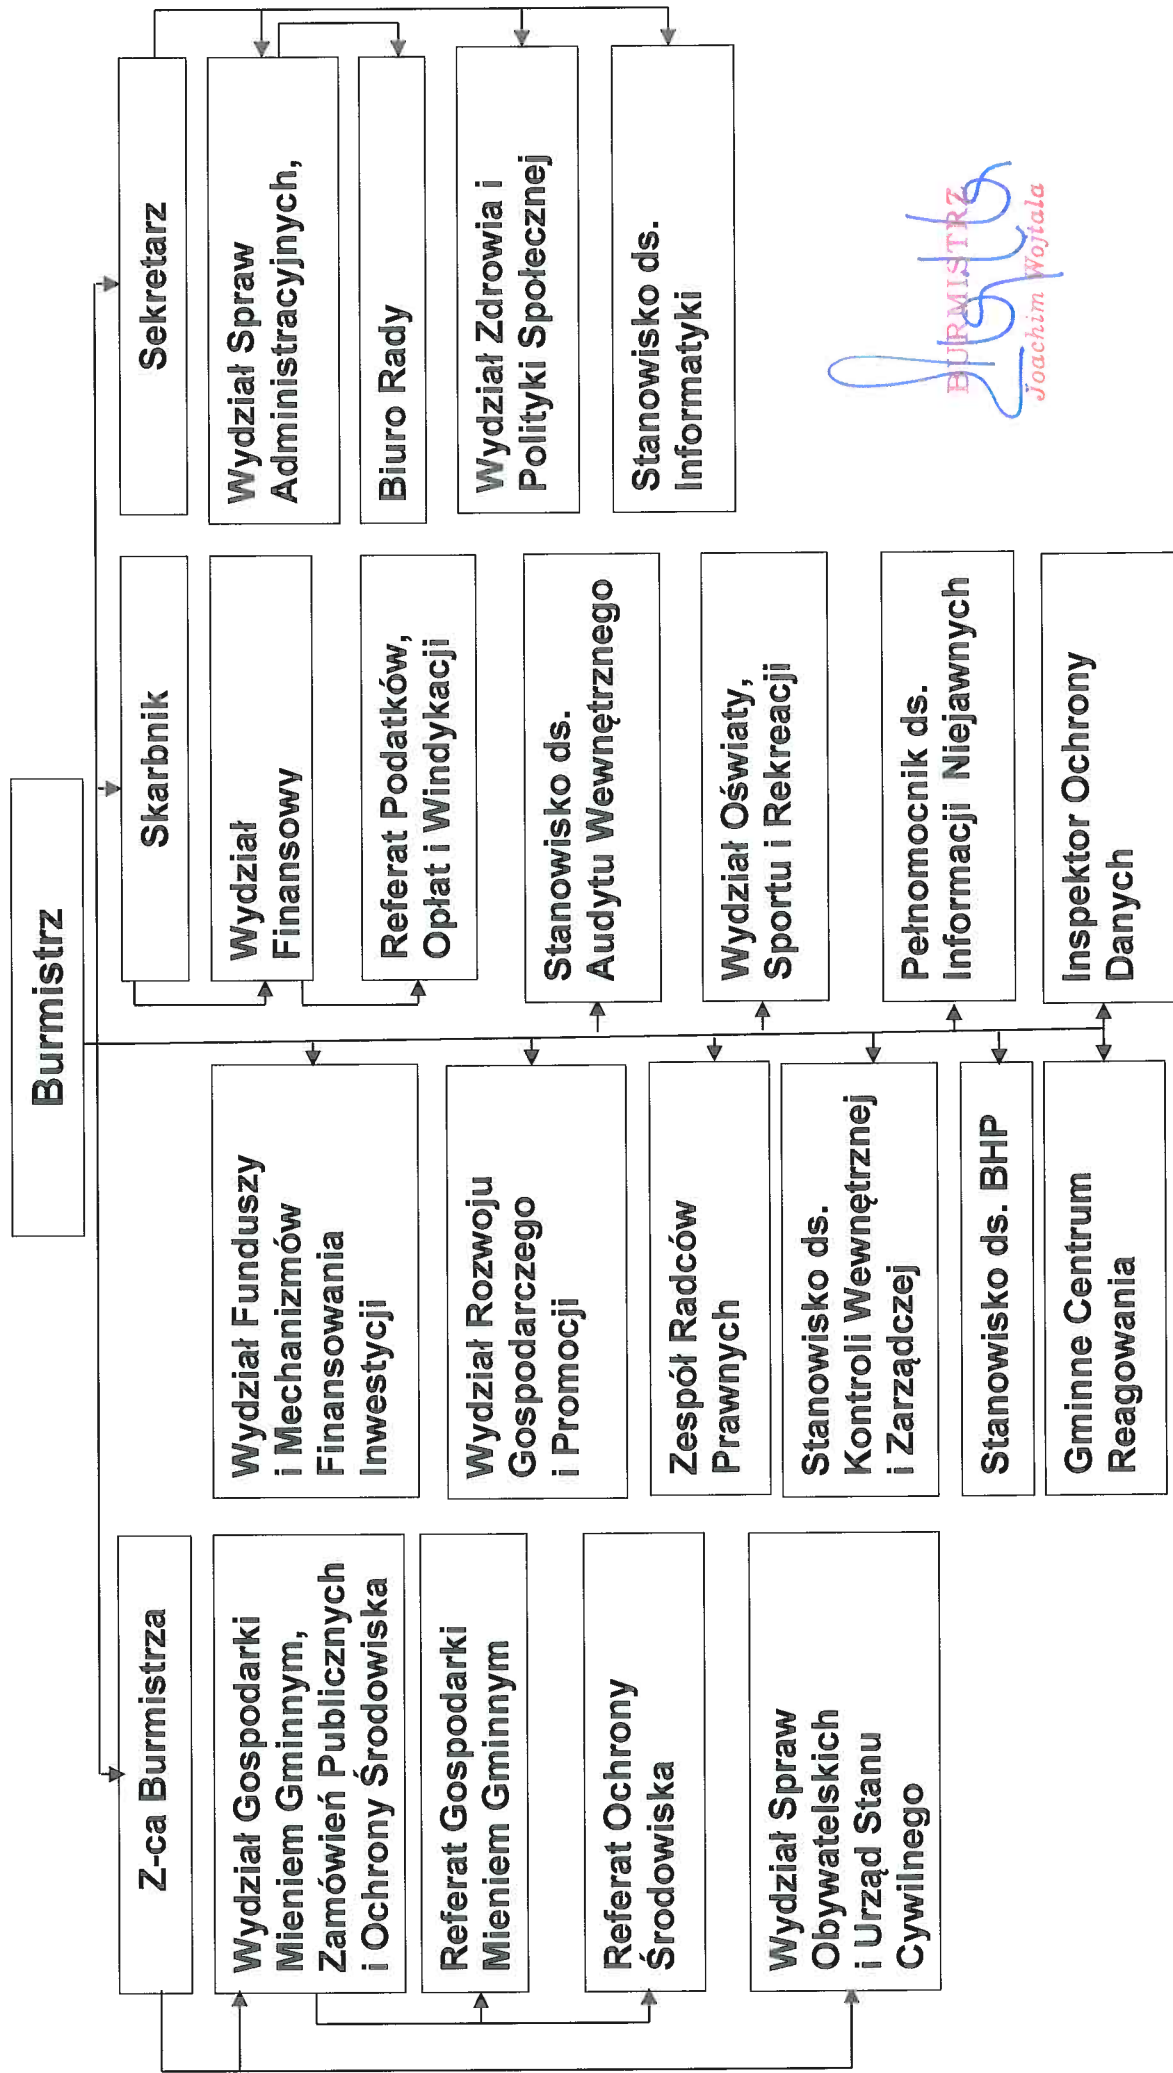 Burmistrz
Z-ca Burmistrza
Wydział Gospodarki
Mieniem Gminnym,
Zamówień Publicznych
i Ochrony Środowiska
Referat Gospodarki
Mieniem Gminnym
Referat Ochrony
Środowiska
Wydział Spraw
Obywatelskich
i Urząd Stanu
Cywilnego
Wydział Funduszy
i Mechanizmów
Finansowania
Inwestycji
Wydział Rozwoju
Gospodarczego
i Promocji
Zespół Radców
Prawnych
Stanowisko ds.
Kontroli Wewnętrznej
i Zarządczej
Stanowisko ds. BHP
Gminne Centrum
Reagowania
Skarbnik
Wydział
Finansowy
Referat Podatków,
Opłat i Windykacji
Stanowisko ds.
Audytu Wewnętrznego
Wydział Oświaty,
Sportu i Rekreacji
Pełnomocnik ds.
Informacji Niejawnych
Inspektor Ochrony
Danych
Sekretarz
Wydział Spraw
Administracyjnych,
Biuro Rady
Wydział Zdrowia i
Polityki Społecznej
Stanowisko ds.
Informatyki
BURMISTRZ
Joachim Wojtala